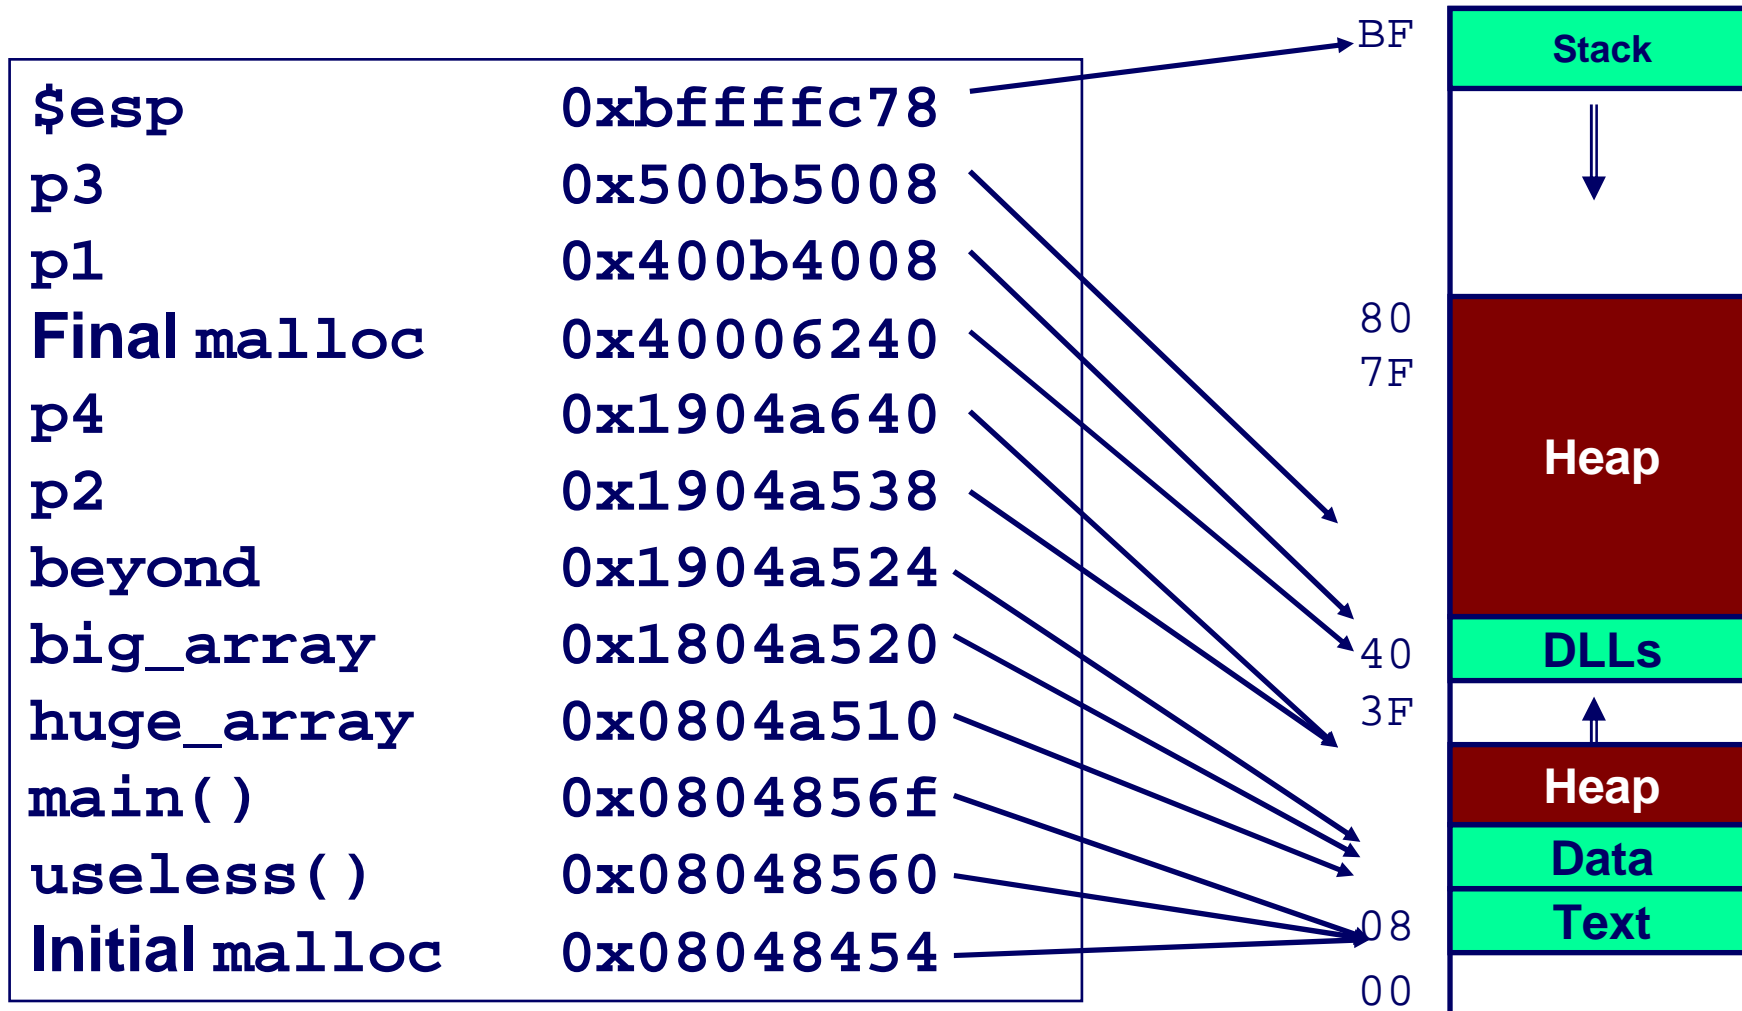 $esp 0xbffffc78
p3 0x500b5008
p1 0x400b4008
Final malloc 0x40006240
p4 0x1904a640
p2 0x1904a538
beyond 0x1904a524
big_array 0x1804a520
huge_array 0x0804a510
main() 0x0804856f
useless() 0x08048560
Initial malloc 0x08048454
BF
80
7F
40
3F
08
00
Stack
Heap
DLLs
Heap
Data
Text